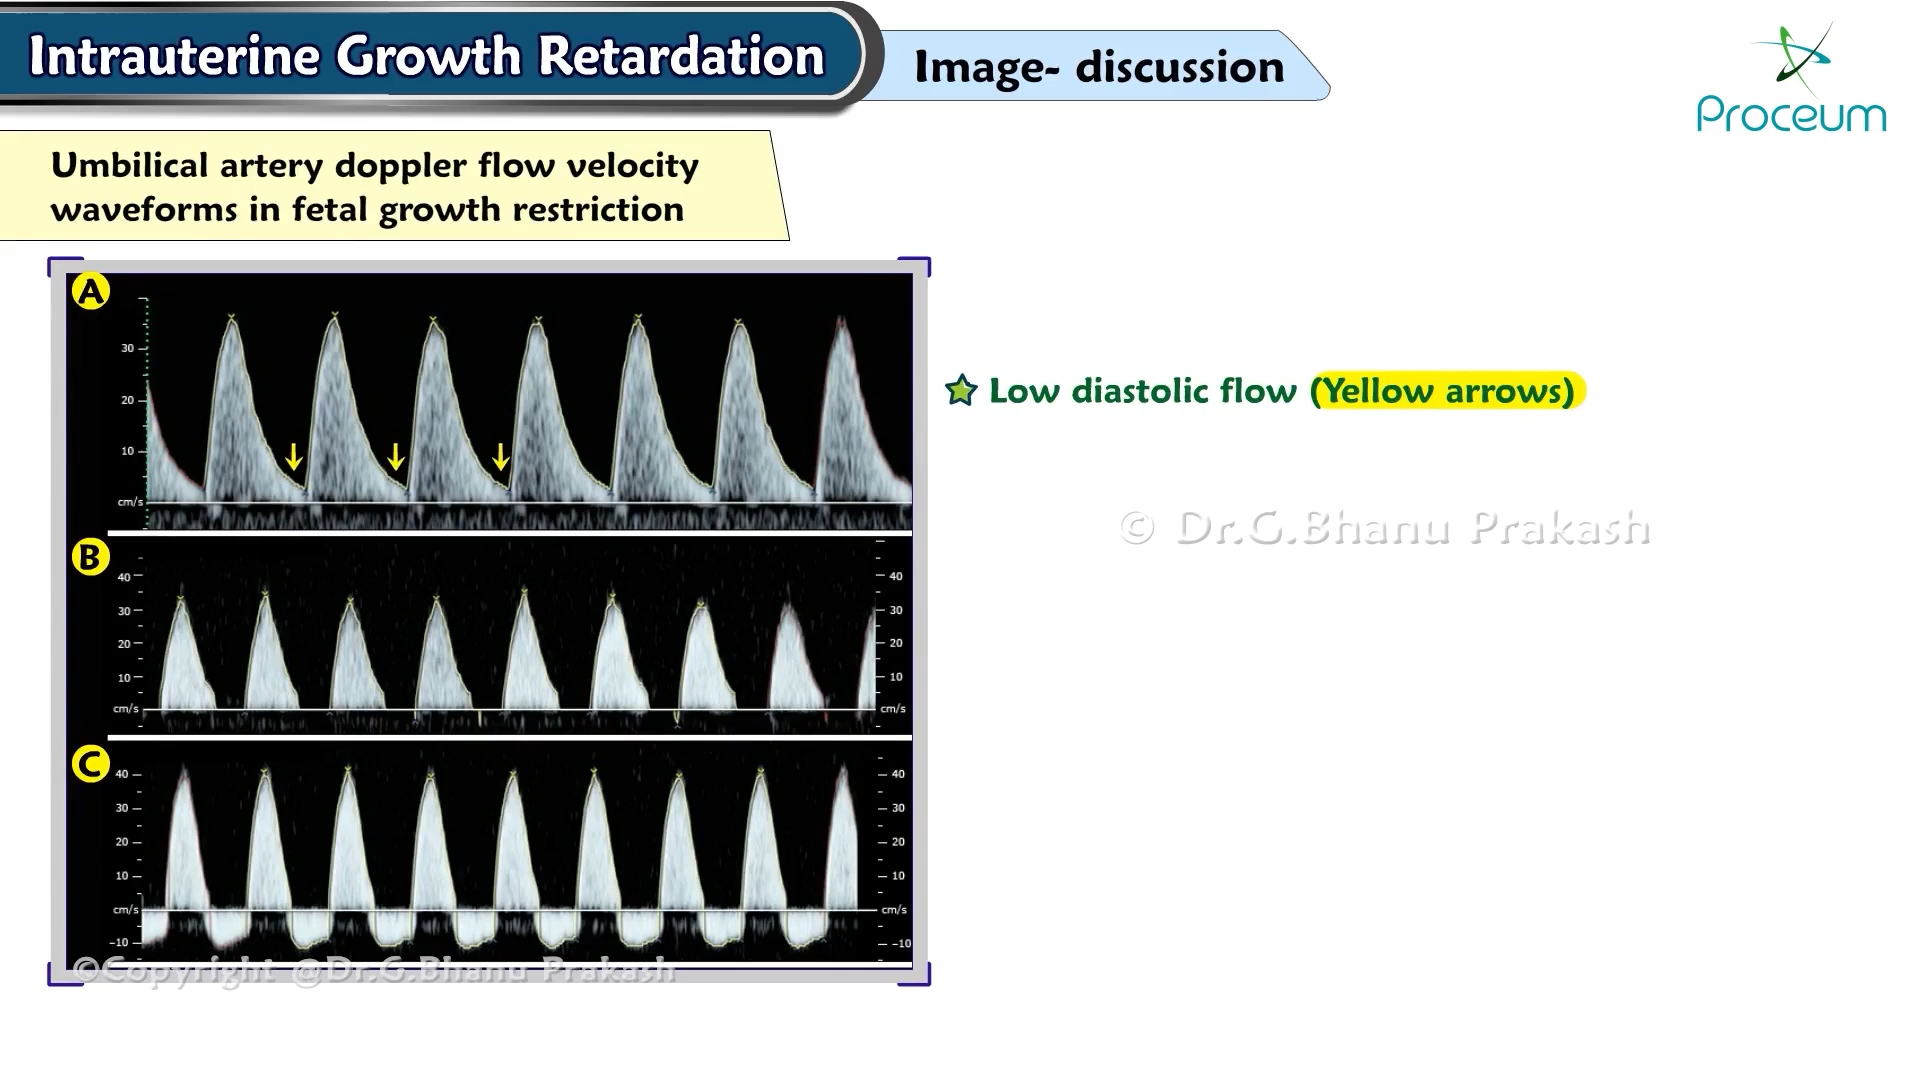 Intrauterine Growth Retardation
Image- discussion
Proceum
Umbilical artery doppler flow velocity
waveforms in fetal growth restriction
A
30
20
10
cm/s
Low diastolic flow (Yellow arrows)
© Dr.G.Bhanu Prakash
B
40 40
30 30
20 20
10 10
cm/s cm/s
C
40 40
30 30
20 20
10 10
cm/s cm/s
-10 -10
©Copyright @Dr.G.Bhanu Prakash